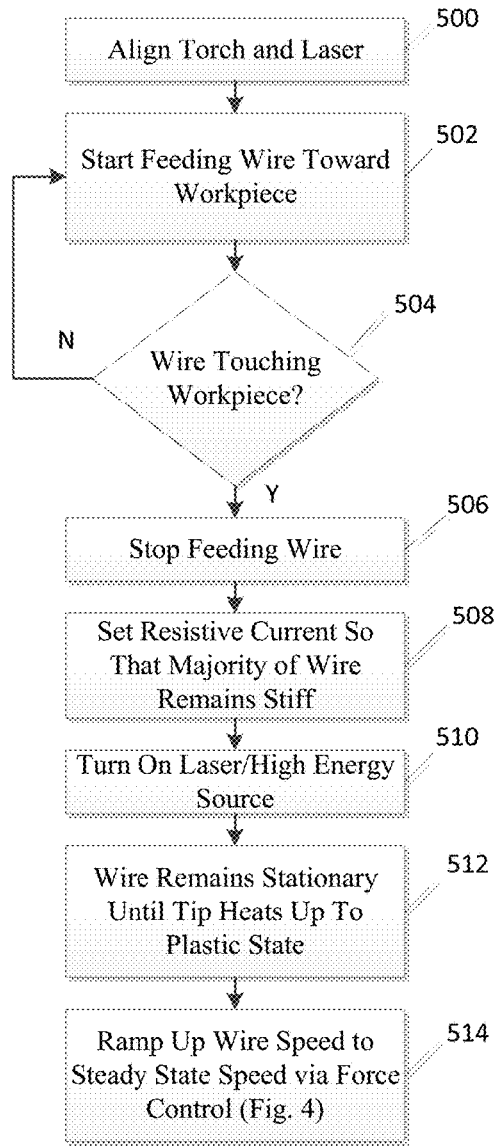 500
Align Torch and Laser
502
Start Feeding Wire Toward
Workpiece
504
N
Wire Touching
Workpiece?
Y
506
Stop Feeding Wire
508
Set Resistive Current So
That Majority of Wire
Remains Stiff
510
Turn On Laser/High Energy
Source
512
Wire Remains Stationary
Until Tip Heats Up To
Plastic State
514
Ramp Up Wire Speed to
Steady State Speed via Force
Control (Fig. 4)